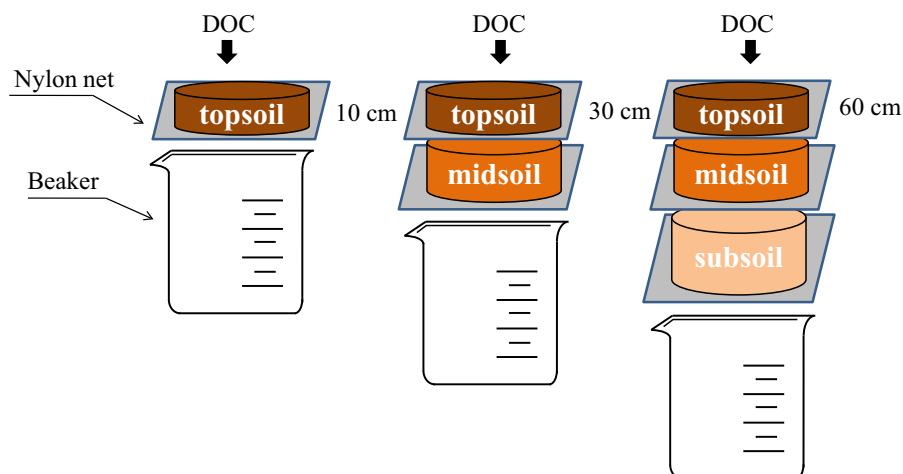 DOC
DOC
DOC
Nylon net
topsoil
10 cm
topsoil
30 cm
topsoil
60 cm
midsoil
midsoil
Beaker
subsoil